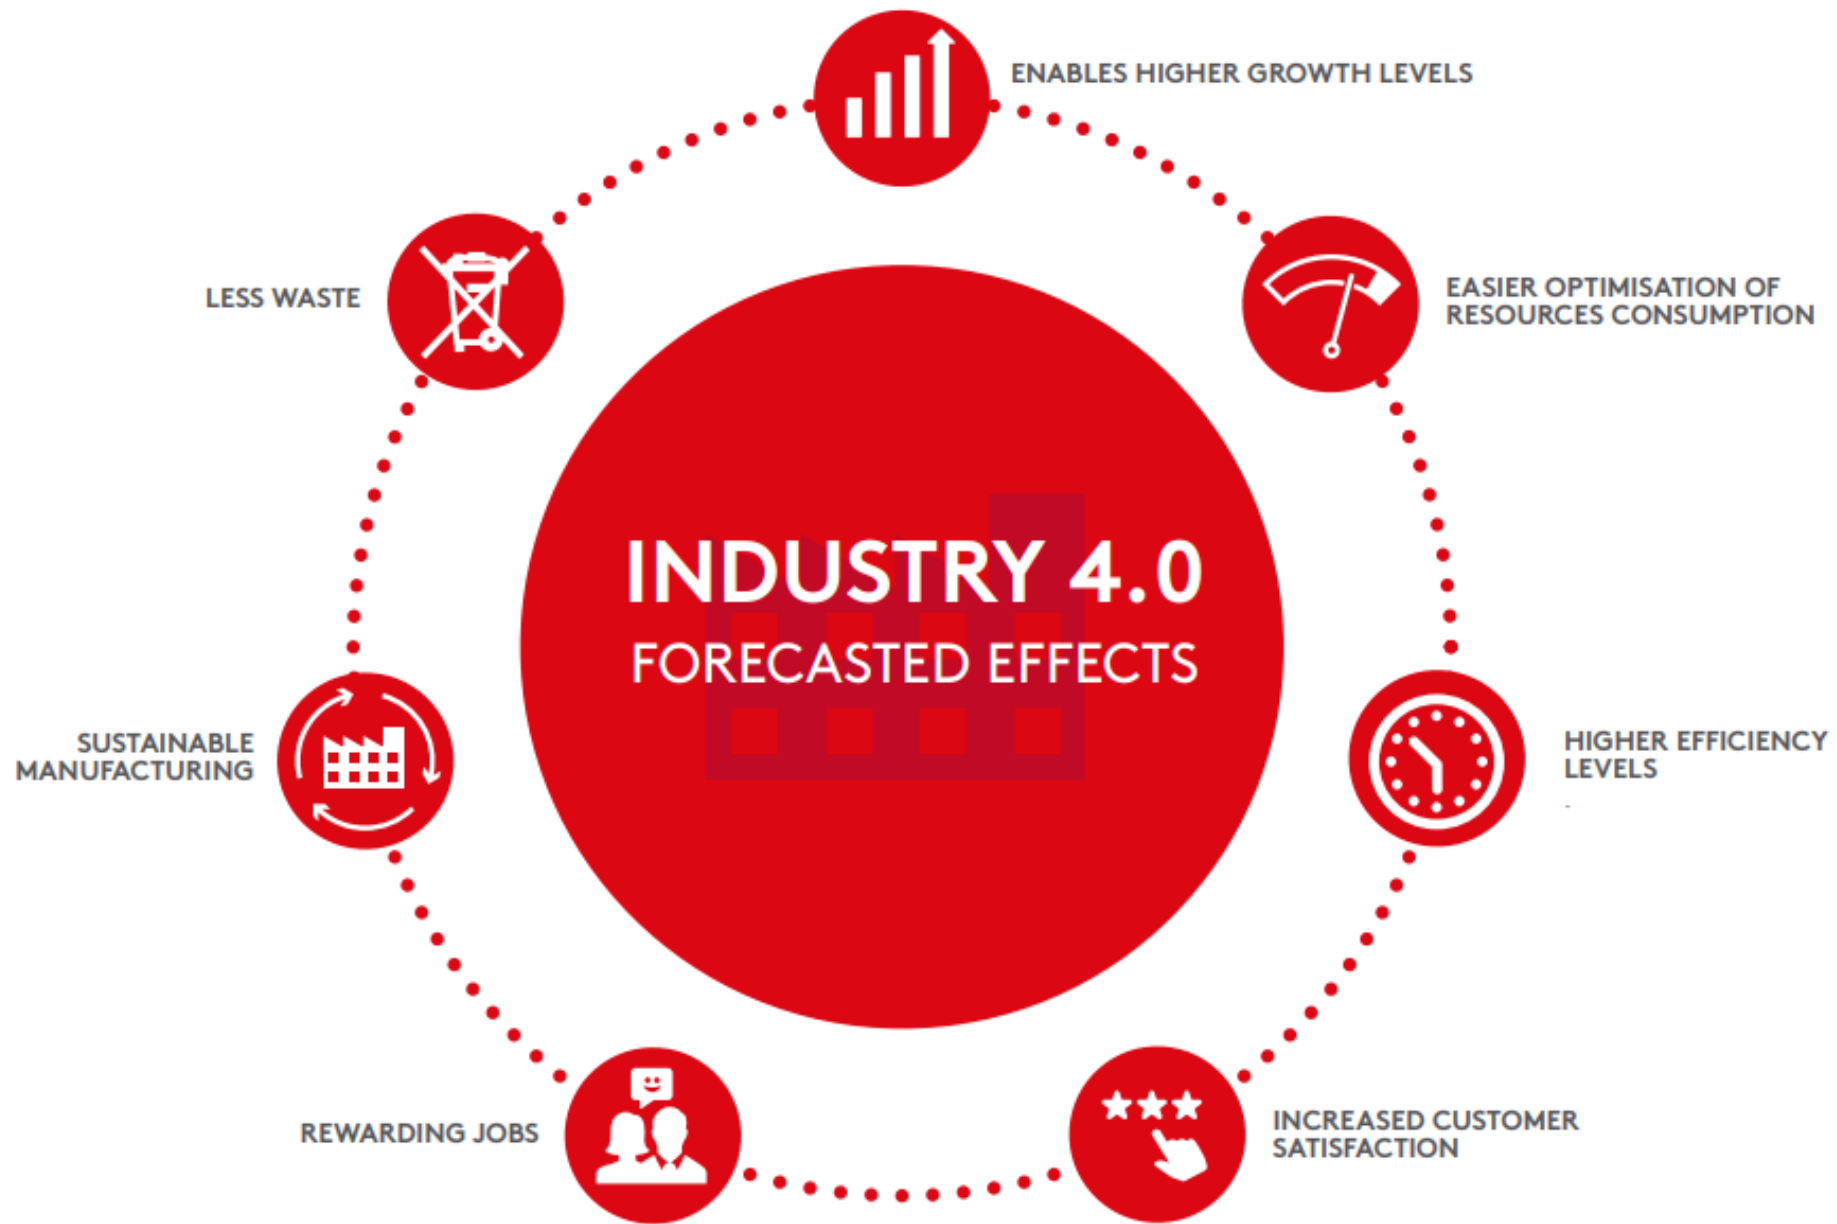 ENABLES HIGHER GROWTH LEVELS
EASIER OPTIMISATION OF
RESOURCES CONSUMPTION
LESS WASTE
INDUSTRY 4.0
FORECASTED EFFECTS
HIGHER EFFICIENCY
LEVELS
SUSTAINABLE
MANUFACTURING
INCREASED CUSTOMER
SATISFACTION
REWARDING JOBS